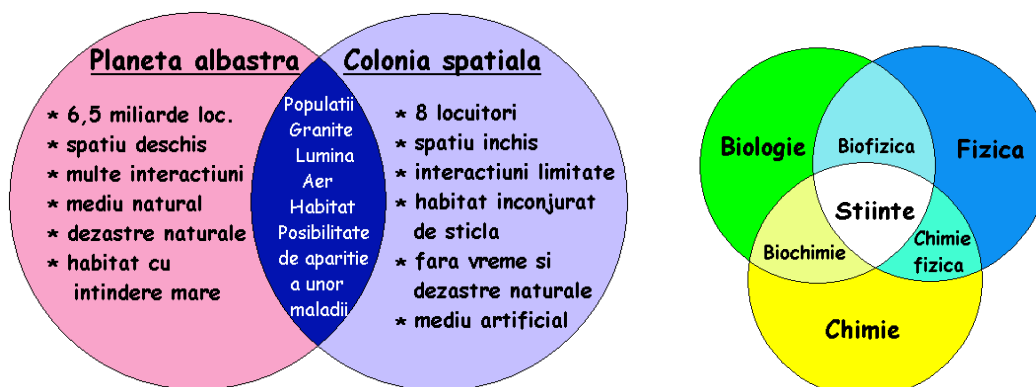 Planeta albastra
* 6,5 miliarde loc.
* spatiu deschis
* multe interactiuni
* mediu natural
* dezastre naturale
* habitat cu
intindere mare
Populatii
Granite
Lumina
Aer
Habitat
Posibilitate
de aparitie
a unor
maladii
Colonia spatiala
* 8 locuitori
* spatiu inchis
* interactiuni limitate
* habitat inconjurat
de sticla
* fara vreme si
dezastre naturale
* mediu artificial
Biologie
Biofizica
Fizica
Stiinte
Biochimie
Chimie
fizica
Chimie